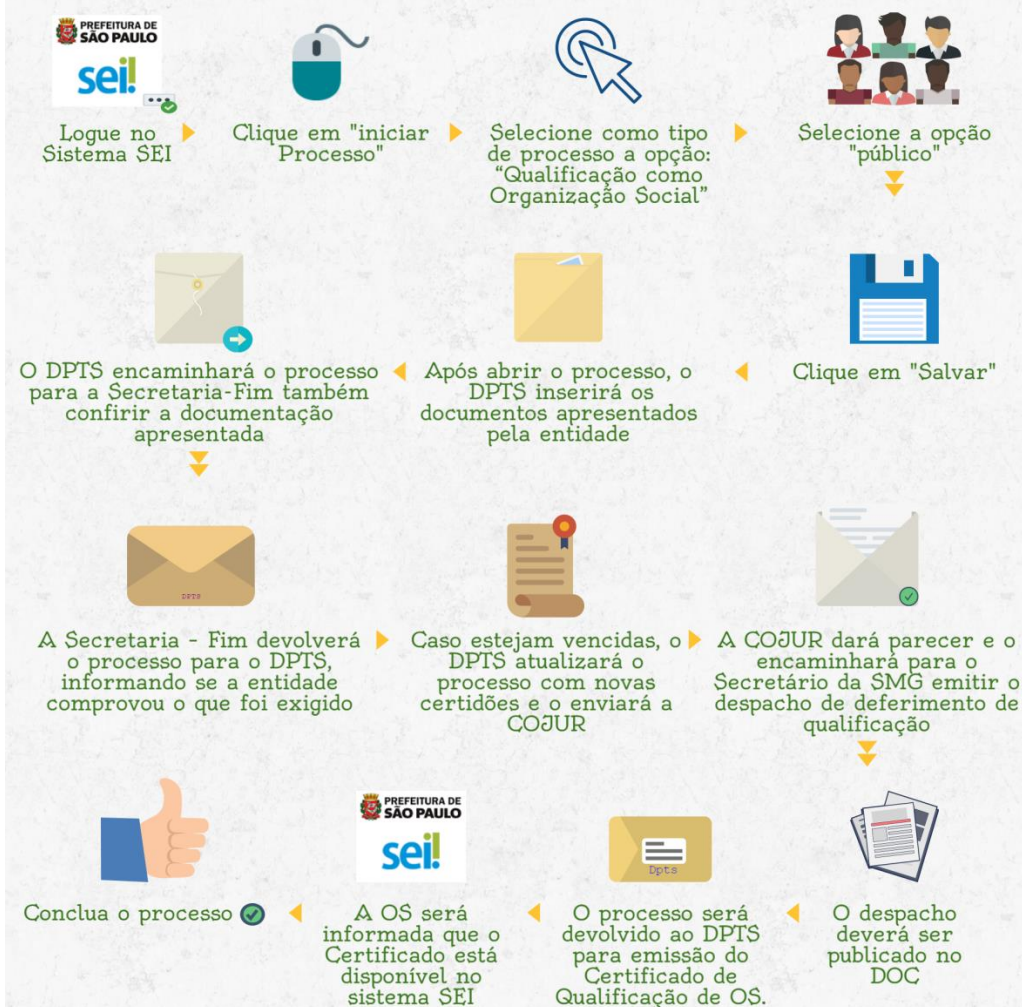 PREFEITURA DE
SÃO PAULO
sei!
Logue no
Sistema SEI
Clique em "iniciar
Processo"
Selecione como tipo
de processo a opção:
“Qualificação como
Organização Social”
Selecione a opção
"público"
Clique em "Salvar"
Após abrir o processo, o
DPTS inserirá os
documentos apresentados
pela entidade
O DPTS encaminhará o processo
para a Secretaria-Fim também
confirir a documentação
apresentada
DPTS
A Secretaria - Fim devolverá
o processo para o DPTS,
informando se a entidade
comprovou o que foi exigido
Caso estejam vencidas, o
DPTS atualizará o
processo com novas
certidões e o enviará a
COJUR
A COJUR dará parecer e o
encaminhará para o
Secretário da SMG emitir o
despacho de deferimento de
qualificação
O despacho
deverá ser
publicado no
DOC
Dpts
O processo será
devolvido ao DPTS
para emissão do
Certificado de
Qualificação de OS.
PREFEITURA DE
SÃO PAULO
sei!
A OS será
informada que o
Certificado está
disponível no
sistema SEI
Conclua o processo